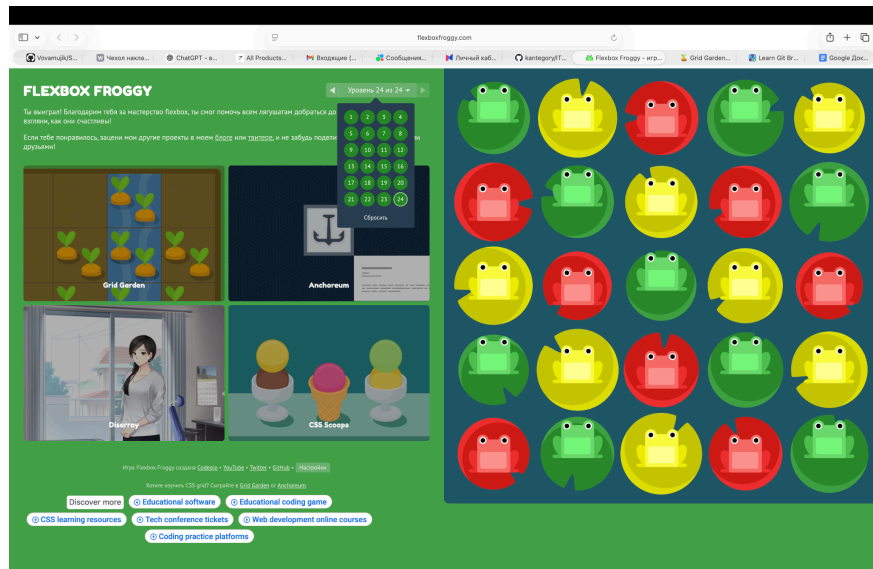 flexboxfroggy.com
Vovamujik/S...
Чехол накла...
ChatGPT – в...
All Products...
Входящие (...
Сообщения...
Личный каб...
kantegory/IT...
Flexbox Froggy - игр...
Grid Garden...
Learn Git Br...
Google Док...
FLEXBOX FROGGY
Уровень 24 из 24
Ты выиграл! Благодарим тебя за мастерство flexbox, ты смог помочь всем лягушатам добраться до
взгляни, как они счастливы!
Если тебе понравилось, зацени мои другие проекты в моем блоге или твитере, и не забудь подели
друзьями!
1 2 3 4
5 6 7 8
9 10 11 12
13 14 15 16
17 18 19 20
21 22 23 24
Сбросить
Grid Garden
Anchoreum
Disarray
CSS Scoops
Игра Flexbox Froggy создана Codepip • YouTube • Twitter • GitHub • Настройки
Хотите изучить CSS grid? Сыграйте в Grid Garden or Anchoreum.
Discover more
Educational software
Educational coding game
CSS learning resources
Tech conference tickets
Web development online courses
Coding practice platforms